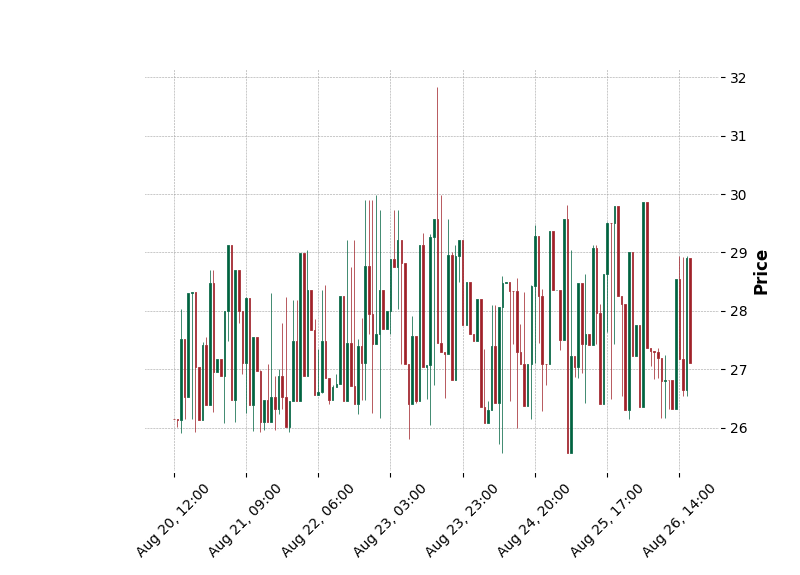 32
31
30
29
28
27
26
Price
Aug 20, 12:00
Aug 21, 09:00
Aug 22, 06:00
Aug 23, 03:00
Aug 23, 23:00
Aug 24, 20:00
Aug 25, 17:00
Aug 26, 14:00